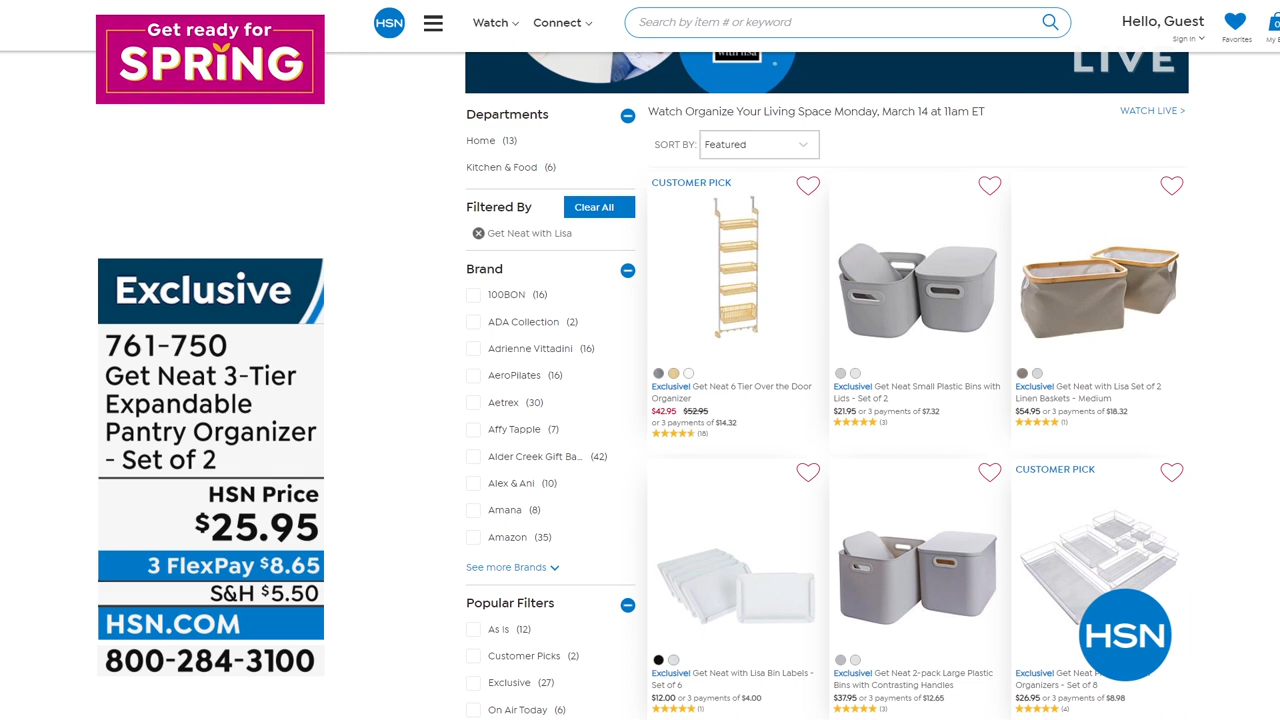 Get ready for
SPRING
HSN
Watch
Connect
Search by item # or keyword
Hello, Guest
Sign In
Favorites
0
with lisa
LIVE
Exclusive
761-750
Get Neat 3-Tier
Expandable
Pantry Organizer
- Set of 2
HSN Price
$25.95
3 FlexPay $8.65
S&H $5.50
HSN.COM
800-284-3100
Departments
Home (13)
Kitchen & Food (6)
Filtered By
Clear All
Get Neat with Lisa
Brand
100BON (16)
ADA Collection (2)
Adrienne Vittadini (16)
AeroPilates (16)
Aetrex (30)
Affy Tapple (7)
Alder Creek Gift Ba... (42)
Alex & Ani (10)
Amana (8)
Amazon (35)
See more Brands
Popular Filters
As Is (12)
Customer Picks (2)
Exclusive (27)
On Air Today (6)
Watch Organize Your Living Space Monday, March 14 at 11am ET
WATCH LIVE >
SORT BY: Featured
CUSTOMER PICK
Exclusive! Get Neat 6 Tier Over the Door
Organizer
$42.95 $52.95
or 3 payments of $14.32
(18)
Exclusive! Get Neat Small Plastic Bins with
Lids - Set of 2
$21.95 or 3 payments of $7.32
(3)
Exclusive! Get Neat with Lisa Set of 2
Linen Baskets - Medium
$54.95 or 3 payments of $18.32
(1)
Exclusive! Get Neat with Lisa Bin Labels -
Set of 6
$12.00 or 3 payments of $4.00
(1)
Exclusive! Get Neat 2-pack Large Plastic
Bins with Contrasting Handles
$37.95 or 3 payments of $12.65
(3)
CUSTOMER PICK
Exclusive! Get Neat
Organizers - Set of 8
$26.95 or 3 payments of $8.98
(4)
HSN